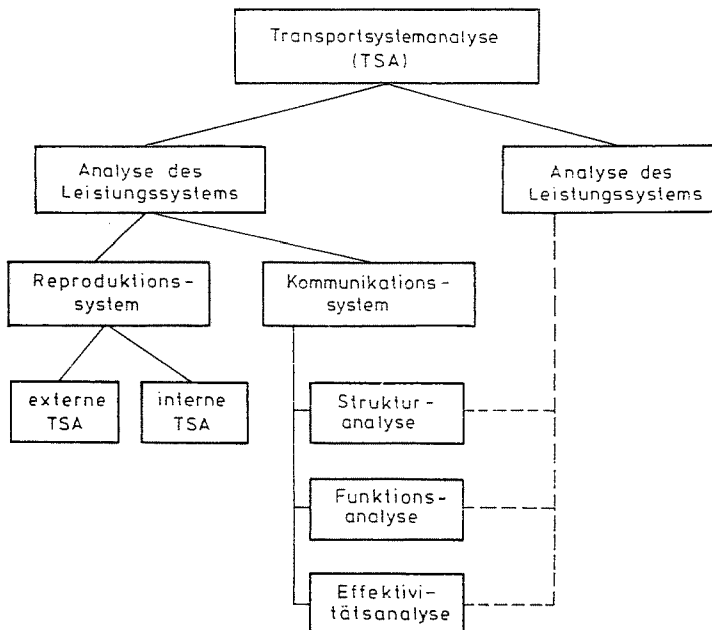 Transportsystemanalyse
(TSA)
Analyse des
Leistungssystems
Analyse des
Leistungssystems
Reproduktions-
system
Kommunikations-
system
externe
TSA
interne
TSA
Struktur-
analyse
Funktions-
analyse
Effektivi-
tätsanalyse